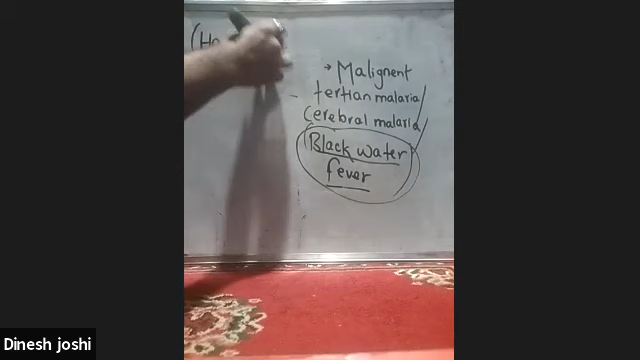 (H
→ Malignent
tertian malaria
Cerebral malaria
Black water
fever
Dinesh joshi